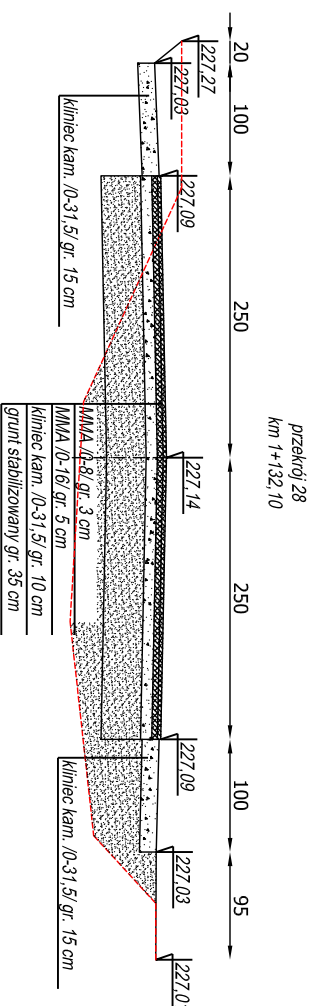 przekrój 28
km 1+132,10
20
100
250
250
100
95
227,27
227,03
227,09
227,14
227,09
227,03
kliniec kam. /0-31,5/ gr. 15 cm
MMA /0-8/ gr. 3 cm
MMA /0-16/ gr. 5 cm
kliniec kam. /0-31,5/ gr. 10 cm
grunt stabilizowany gr. 35 cm
kliniec kam. /0-31,5/ gr. 15 cm